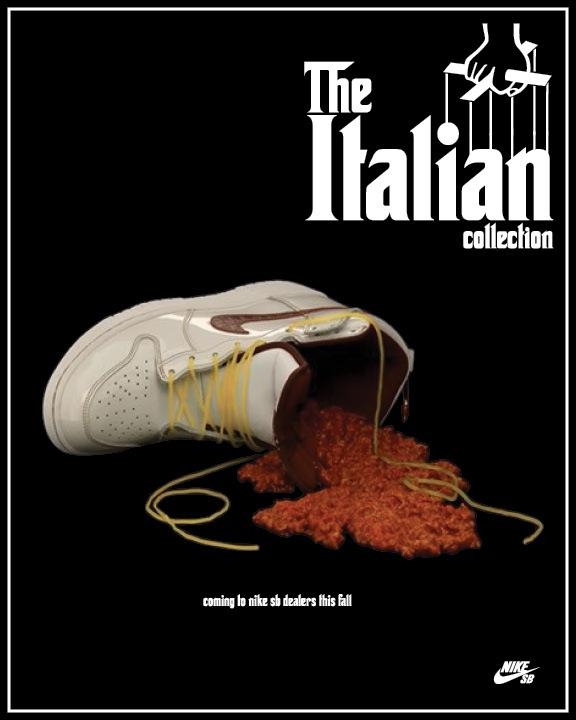 The
Italian
collection
coming to nike sb dealers this fall
NIKE
SB